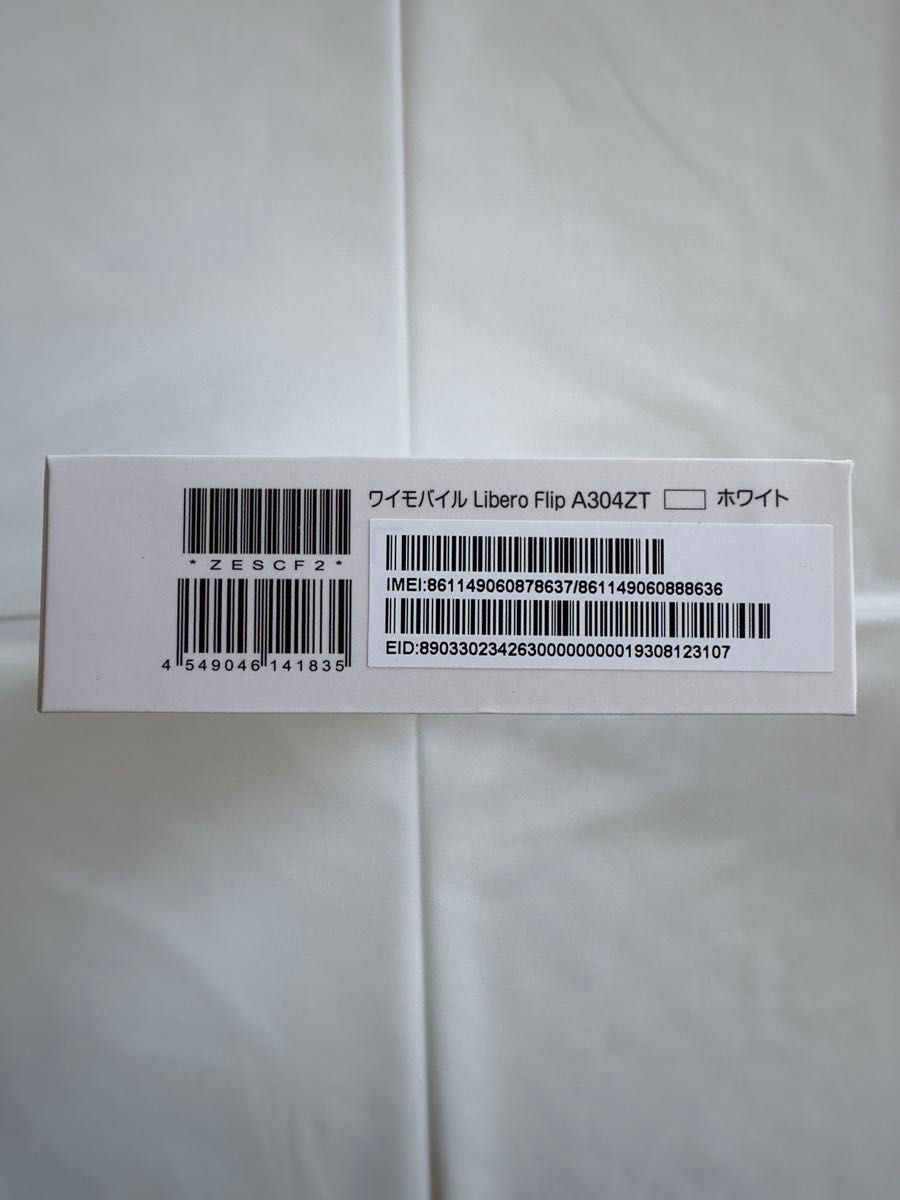 ワイモバイル Libero Flip A304ZT ホワイト
*ZESCF2*
4 549046 141835
IMEI:861149060878637/861149060888636
EID:89033023426300000000019308123107